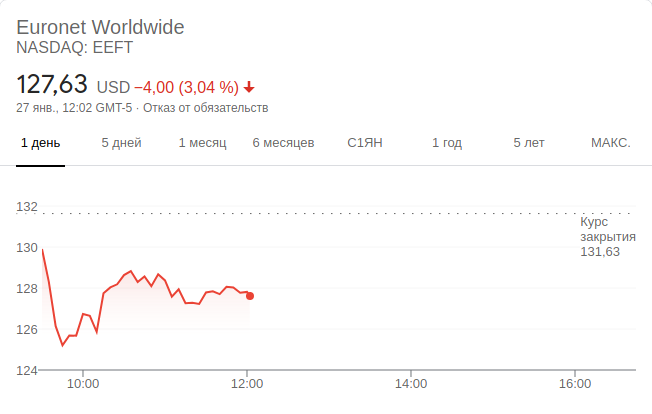 Euronet Worldwide
NASDAQ: EEFT
127,63 USD −4,00 (3,04 %)
27 янв., 12:02 GMT-5 · Отказ от обязательств
1 день 5 дней 1 месяц 6 месяцев С1ЯН 1 год 5 лет МАКС.
132
Курс
закрытия
131,63
130
128
126
124
10:00 12:00 14:00 16:00